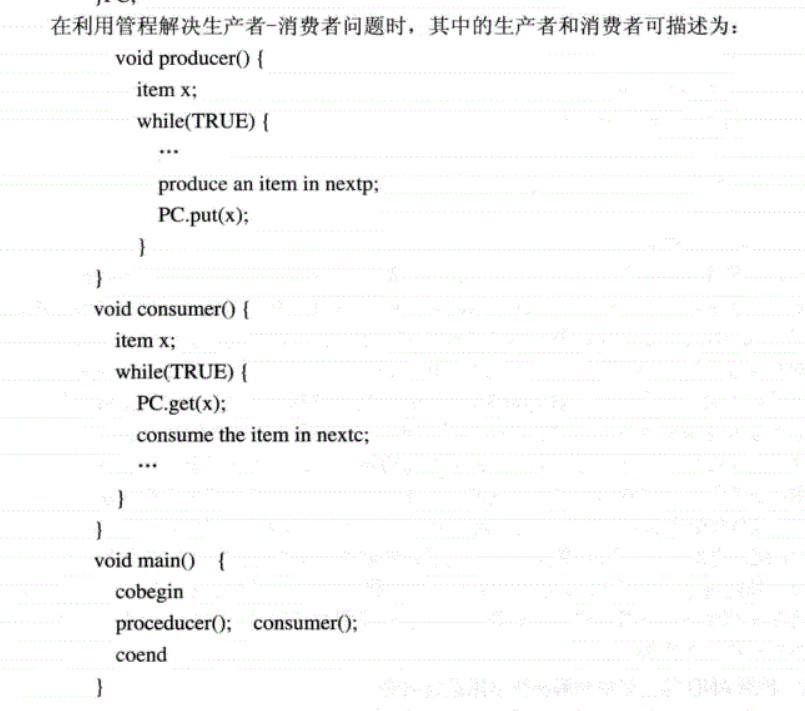 }PC;
在利用管程解决生产者-消费者问题时，其中的生产者和消费者可描述为：
void producer() {
item x;
while(TRUE) {
…
produce an item in nextp;
PC.put(x);
}
}
void consumer() {
item x;
while(TRUE) {
PC.get(x);
consume the item in nextc;
…
}
}
void main() {
cobegin
proceducer(); consumer();
coend
}